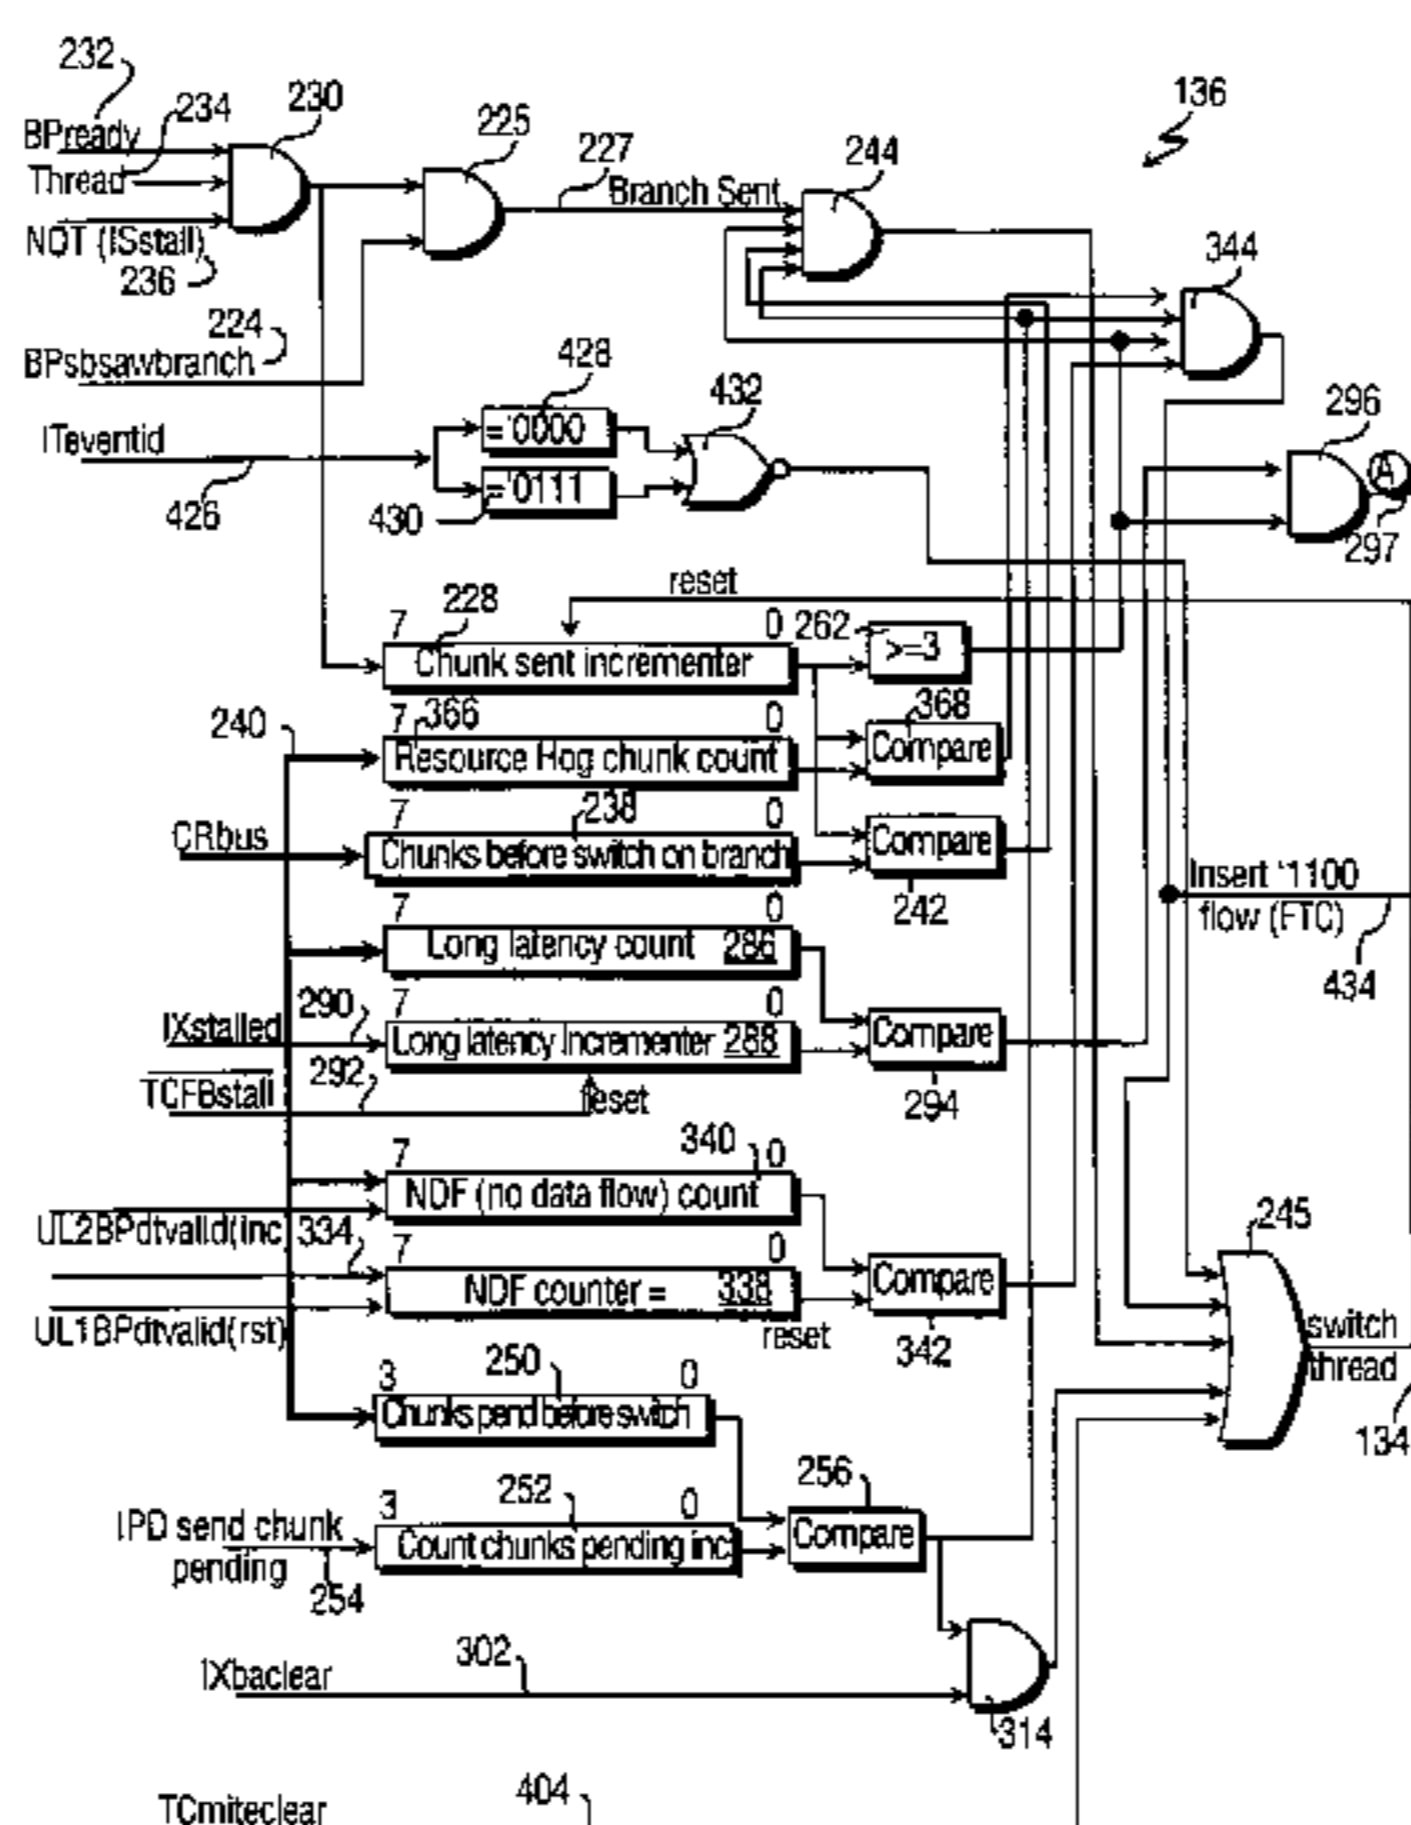 232
234
230
136
BPready
225
227
244
Thread
Branch Sent
NOT (ISstall)
236
344
224
BPsbsawbranch
428
432
296
ITeventid
='0000
A
='0111
426
430
297
reset
7 228 0 262
>=3
Chunk sent incrementer
240
7 366 0 368
Resource Hog chunk count
Compare
7 238 0
CRbus
Chunks before switch on branch
Compare
242
Insert '1100
flow (FTC)
434
7 0
Long latency count 286
290
7 0
IXstalled
Long latency Incrementer 288
Compare
292
TCFBstall
reset
294
7 340 0
NDF (no data flow) count
245
UL2BPdtvalid(inc
334
7 0
NDF counter = 338
Compare
UL1BPdtvalid(rst)
reset
342
switch
thread
134
3 250 0
Chunks pend before switch
256
3 252 0
IPD send chunk
pending
Count chunks pending inc
Compare
254
IXbaclear
302
314
404
TCmiteclear